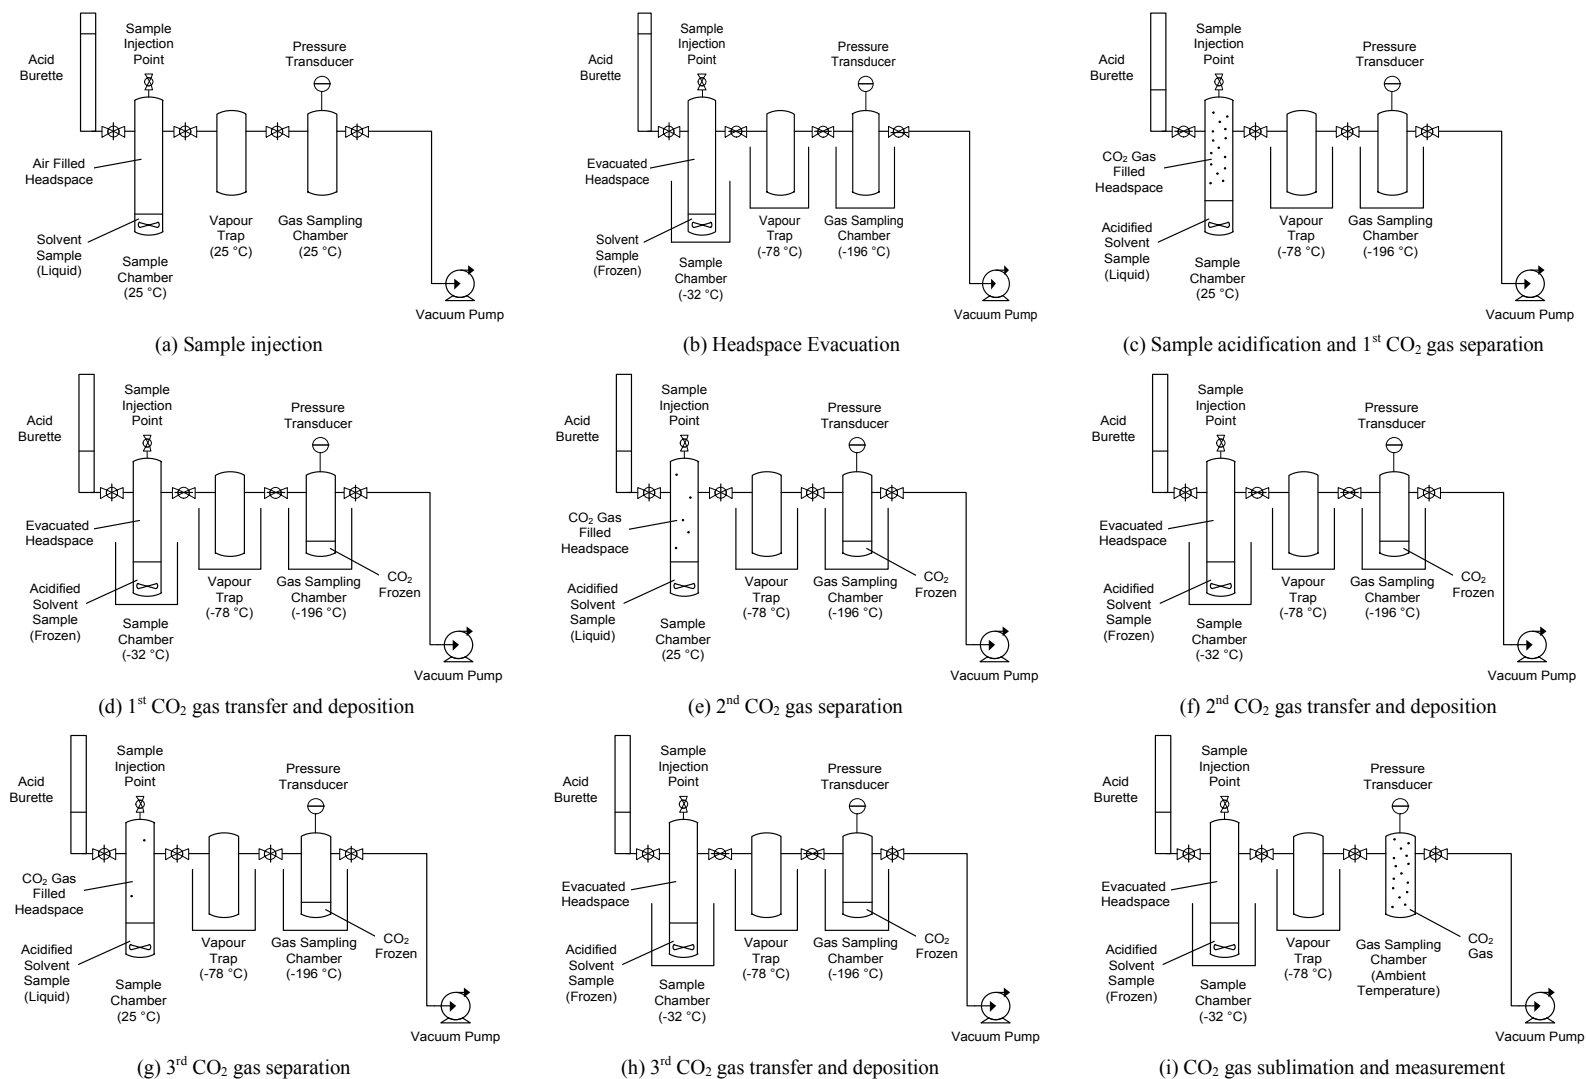 Acid
Burette
Sample
Injection
Point
Pressure
Transducer
Air Filled
Headspace
Solvent
Sample
(Liquid)
Sample
Chamber
(25 °C)
Vapour
Trap
(25 °C)
Gas Sampling
Chamber
(25 °C)
Vacuum Pump
(a) Sample injection
Acid
Burette
Sample
Injection
Point
Pressure
Transducer
Evacuated
Headspace
Solvent
Sample
(Frozen)
Sample
Chamber
(-32 °C)
Vapour
Trap
(-78 °C)
Gas Sampling
Chamber
(-196 °C)
Vacuum Pump
(b) Headspace Evacuation
Acid
Burette
Sample
Injection
Point
Pressure
Transducer
CO₂ Gas
Filled
Headspace
Acidified
Solvent
Sample
(Liquid)
Sample
Chamber
(25 °C)
Vapour
Trap
(-78 °C)
Gas Sampling
Chamber
(-196 °C)
Vacuum Pump
(c) Sample acidification and 1st CO₂ gas separation
Acid
Burette
Sample
Injection
Point
Pressure
Transducer
Evacuated
Headspace
Acidified
Solvent
Sample
(Frozen)
Sample
Chamber
(-32 °C)
Vapour
Trap
(-78 °C)
Gas Sampling
Chamber
(-196 °C)
CO₂
Frozen
Vacuum Pump
(d) 1st CO₂ gas transfer and deposition
Acid
Burette
Sample
Injection
Point
Pressure
Transducer
CO₂ Gas
Filled
Headspace
Acidified
Solvent
Sample
(Liquid)
Sample
Chamber
(25 °C)
Vapour
Trap
(-78 °C)
Gas Sampling
Chamber
(-196 °C)
CO₂
Frozen
Vacuum Pump
(e) 2nd CO₂ gas separation
Acid
Burette
Sample
Injection
Point
Pressure
Transducer
Evacuated
Headspace
Acidified
Solvent
Sample
(Frozen)
Sample
Chamber
(-32 °C)
Vapour
Trap
(-78 °C)
Gas Sampling
Chamber
(-196 °C)
CO₂
Frozen
Vacuum Pump
(f) 2nd CO₂ gas transfer and deposition
Acid
Burette
Sample
Injection
Point
Pressure
Transducer
CO₂ Gas
Filled
Headspace
Acidified
Solvent
Sample
(Liquid)
Sample
Chamber
(25 °C)
Vapour
Trap
(-78 °C)
Gas Sampling
Chamber
(-196 °C)
CO₂
Frozen
Vacuum Pump
(g) 3rd CO₂ gas separation
Acid
Burette
Sample
Injection
Point
Pressure
Transducer
Evacuated
Headspace
Acidified
Solvent
Sample
(Frozen)
Sample
Chamber
(-32 °C)
Vapour
Trap
(-78 °C)
Gas Sampling
Chamber
(-196 °C)
CO₂
Frozen
Vacuum Pump
(h) 3rd CO₂ gas transfer and deposition
Acid
Burette
Sample
Injection
Point
Pressure
Transducer
Evacuated
Headspace
Acidified
Solvent
Sample
(Frozen)
Sample
Chamber
(-32 °C)
Vapour
Trap
(-78 °C)
Gas Sampling
Chamber
(Ambient
Temperature)
CO₂
Gas
Vacuum Pump
(i) CO₂ gas sublimation and measurement